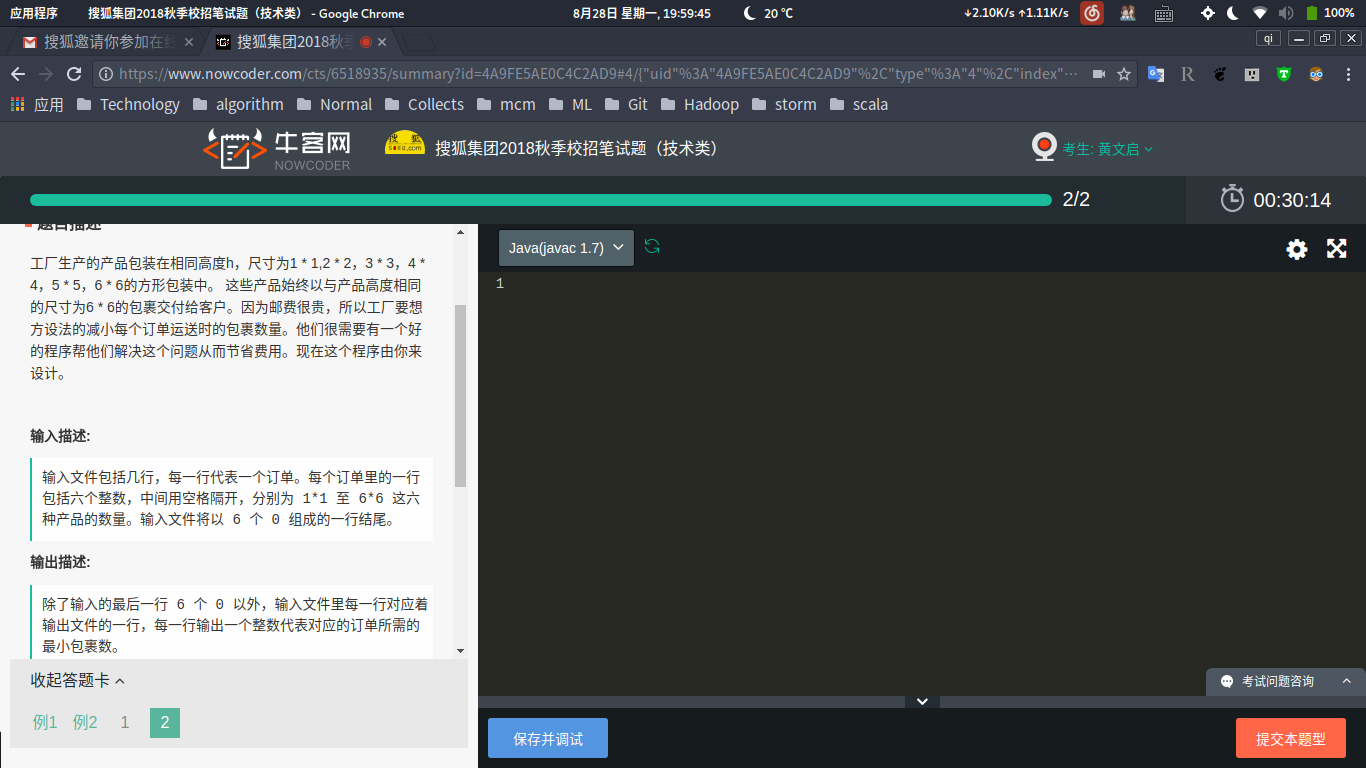 应用程序 搜狐集团2018秋季校招笔试题（技术类） - Google Chrome 8月28日 星期一, 19:59:45 20 ℃ ↓2.10K/s ↑1.11K/s 100%
搜狐邀请你参加在线 搜狐集团2018秋季 qi
https://www.nowcoder.com/cts/6518935/summary?id=4A9FE5AE0C4C2AD9#4/{"uid"%3A"4A9FE5AE0C4C2AD9"%2C"type"%3A"4"%2C"index"…
应用 Technology algorithm Normal Collects mcm ML Git Hadoop storm scala
牛客网 NOWCODER 搜狐 SOHU.com 搜狐集团2018秋季校招笔试题（技术类） 考生: 黄文启
2/2 00:30:14
题目描述
Java(javac 1.7)
1
工厂生产的产品包装在相同高度h，尺寸为1 * 1,2 * 2，3 * 3，4 *
4，5 * 5，6 * 6的方形包装中。 这些产品始终以与产品高度相同
的尺寸为6 * 6的包裹交付给客户。因为邮费很贵，所以工厂要想
方设法的减小每个订单运送时的包裹数量。他们很需要有一个好
的程序帮他们解决这个问题从而节省费用。现在这个程序由你来
设计。
输入描述:
输入文件包括几行，每一行代表一个订单。每个订单里的一行
包括六个整数，中间用空格隔开，分别为 1*1 至 6*6 这六
种产品的数量。输入文件将以 6 个 0 组成的一行结尾。
输出描述:
除了输入的最后一行 6 个 0 以外，输入文件里每一行对应着
输出文件的一行，每一行输出一个整数代表对应的订单所需的
最小包裹数。
收起答题卡
例1 例2 1 2
考试问题咨询
保存并调试 提交本题型